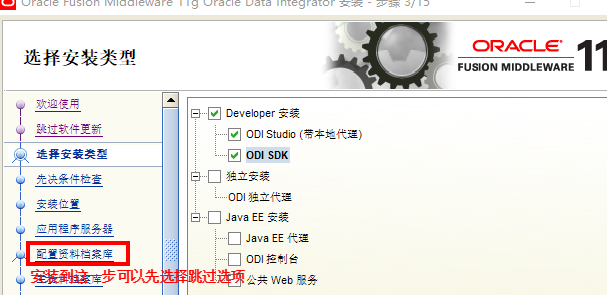 Oracle Fusion Middleware 11g Oracle Data Integrator 安装 - 步骤 3/15
选择安装类型
ORACLE
FUSION MIDDLEWARE 11
欢迎使用
跳过软件更新
选择安装类型
先决条件检查
安装位置
应用程序服务器
配置资料档案库
Developer 安装
ODI Studio (带本地代理)
ODI SDK
独立安装
ODI 独立代理
Java EE 安装
Java EE 代理
ODI 控制台
公共 Web 服务
安装到这一步可以先选择跳过选项